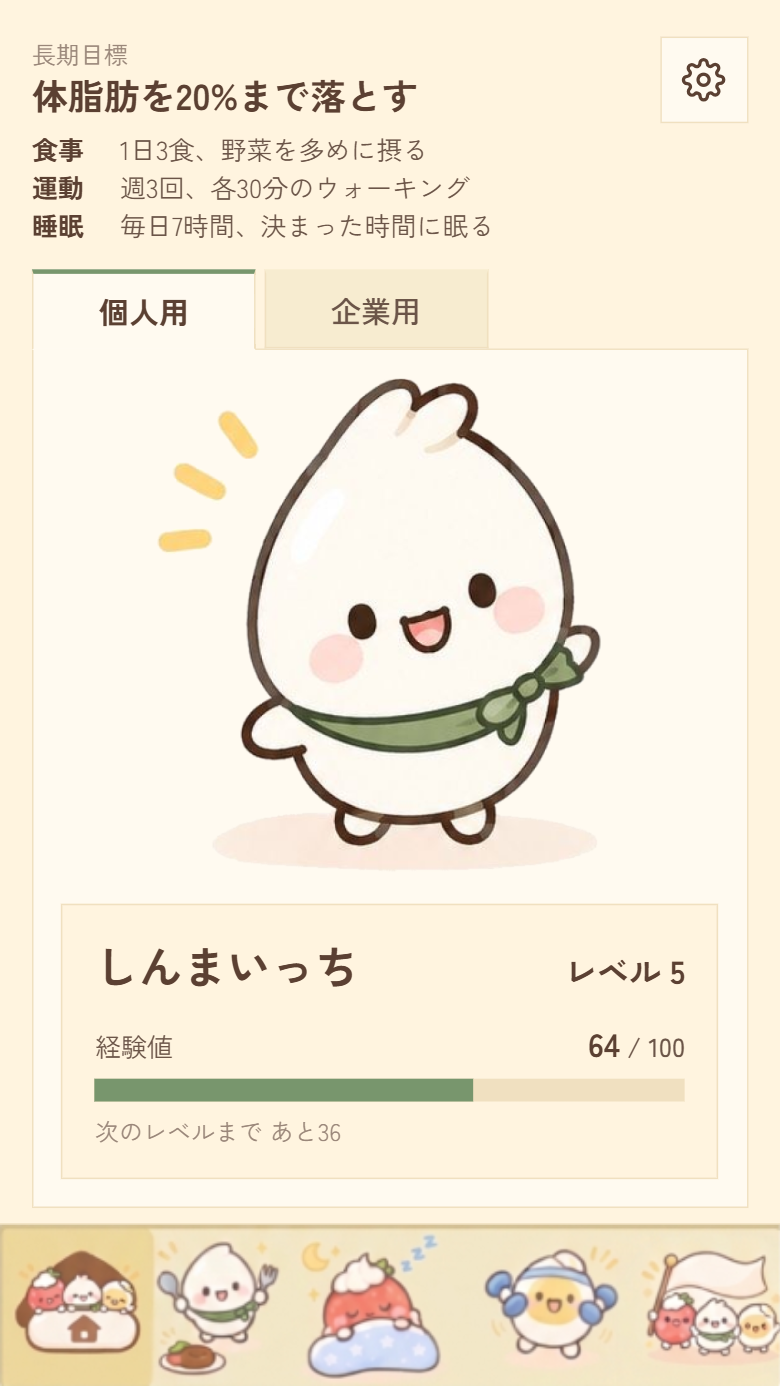 長期目標
体脂肪を20%まで落とす
食事 1日3食、野菜を多めに摂る
運動 週3回、各30分のウォーキング
睡眠 毎日7時間、決まった時間に眠る
個人用 企業用
しんまいっち レベル 5
経験値 64 / 100
次のレベルまで あと36
z z z